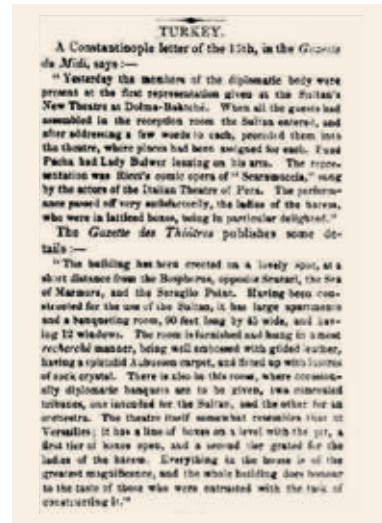 TURKEY.
A Constantinople letter of the 13th, in the Gazette
du Midi, says :—
"Yesterday the members of the diplomatic body were
present at the first representation given at the Sultan's
New Theatre at Dolma-Baktché. When all the guests had
assembled in the reception room the Sultan entered, and
after addressing a few words to each, preceded them into
the theatre, where places had been assigned for each. Fuad
Pacha had Lady Bulwer leaning on his arm. The repre-
sentation was Ricci's comic opera of "Scaramuccia," sung
by the actors of the Italian Theatre of Pera. The perform-
ance passed off very satisfactorily, the ladies of the harem,
who were in latticed boxes, being in particular delighted."
The Gazette des Théâtres publishes some de-
tails :—
"The building has been erected on a lovely spot, at a
short distance from the Bosphorus, opposite Scutari, the Sea
of Marmora, and the Seraglio Point. Having been con-
structed for the use of the Sultan, it has large apartments
and a banqueting room, 90 feet long by 45 wide, and hav-
ing 12 windows. The room is furnished and hung in a most
recherché manner, being well embossed with gilded leather,
having a splendid Aubusson carpet, and fitted up with lustres
of rock crystal. There is also in this room, where occasion-
ally diplomatic banquets are to be given, two concealed
tribunes, one intended for the Sultan, and the other for an
orchestra. The theatre itself somewhat resembles that at
Versailles; it has a line of boxes on a level with the pit, a
first tier of boxes open, and a second tier grated for the
ladies of the harem. Everything in the house is of the
greatest magnificence, and the whole building does honour
to the taste of those who were entrusted with the task of
constructing it."